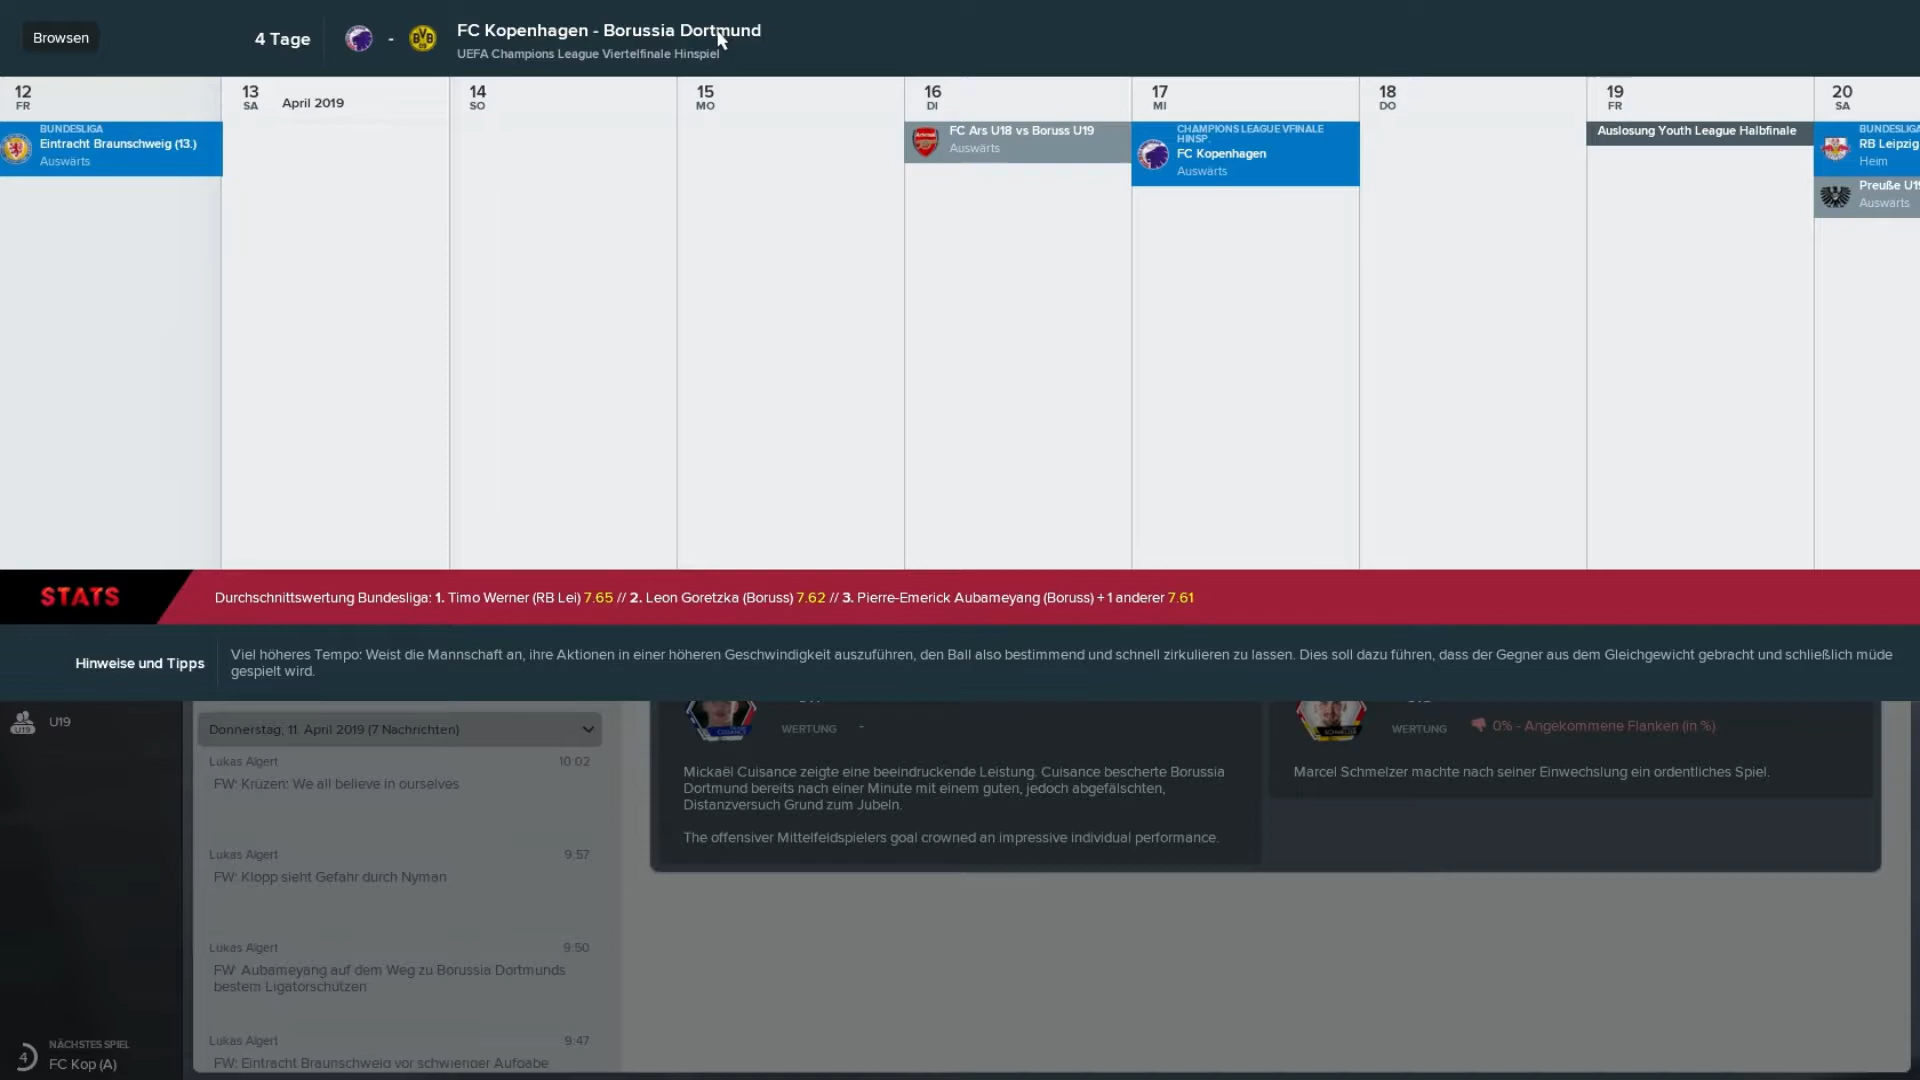 Browsen
4 Tage
-
FC Kopenhagen - Borussia Dortmund
UEFA Champions League Viertelfinale Hinspiel
12
FR
13
SA
April 2019
14
SO
15
MO
16
DI
17
MI
18
DO
19
FR
20
SA
BUNDESLIGA
Eintracht Braunschweig (13.)
Auswärts
FC Ars U18 vs Boruss U19
Auswärts
CHAMPIONS LEAGUE VFINALE
HINSP.
FC Kopenhagen
Auswärts
Auslosung Youth League Halbfinale
BUNDESLIGA
RB Leipzig
Heim
Preuße U19
Auswärts
STATS
Durchschnittswertung Bundesliga: 1. Timo Werner (RB Lei) 7.65 // 2. Leon Goretzka (Boruss) 7.62 // 3. Pierre-Emerick Aubameyang (Boruss) + 1 anderer 7.61
Hinweise und Tipps
Viel höheres Tempo: Weist die Mannschaft an, ihre Aktionen in einer höheren Geschwindigkeit auszuführen, den Ball also bestimmend und schnell zirkulieren zu lassen. Dies soll dazu führen, dass der Gegner aus dem Gleichgewicht gebracht und schließlich müde
gespielt wird.
U19
U19
Donnerstag, 11. April 2019 (7 Nachrichten)
Lukas Algert 10:02
FW: Krüzen: We all believe in ourselves
Lukas Algert 9:57
FW: Klopp sieht Gefahr durch Nyman
Lukas Algert 9:50
FW: Aubameyang auf dem Weg zu Borussia Dortmunds
bestem Ligatorschützen
Lukas Algert 9:47
FW: Eintracht Braunschweig vor schwieriger Aufgabe
WERTUNG -
Mickaël Cuisance zeigte eine beeindruckende Leistung. Cuisance bescherte Borussia
Dortmund bereits nach einer Minute mit einem guten, jedoch abgefälschten,
Distanzversuch Grund zum Jubeln.
The offensiver Mittelfeldspielers goal crowned an impressive individual performance.
SCHMELZER
WERTUNG
0% - Angekommene Flanken (in %)
Marcel Schmelzer machte nach seiner Einwechslung ein ordentliches Spiel.
4
NÄCHSTES SPIEL
FC Kop (A)